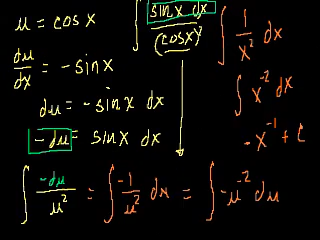 u = cos x
du/dx = -sin x
du = -sin x dx
-du = sin x dx
∫ sin x dx / (cos x)²
∫ 1/x² dx
∫ x⁻² dx
- x⁻¹ + C
∫ -du/u² = ∫ -1/u² du = ∫ -u⁻² du